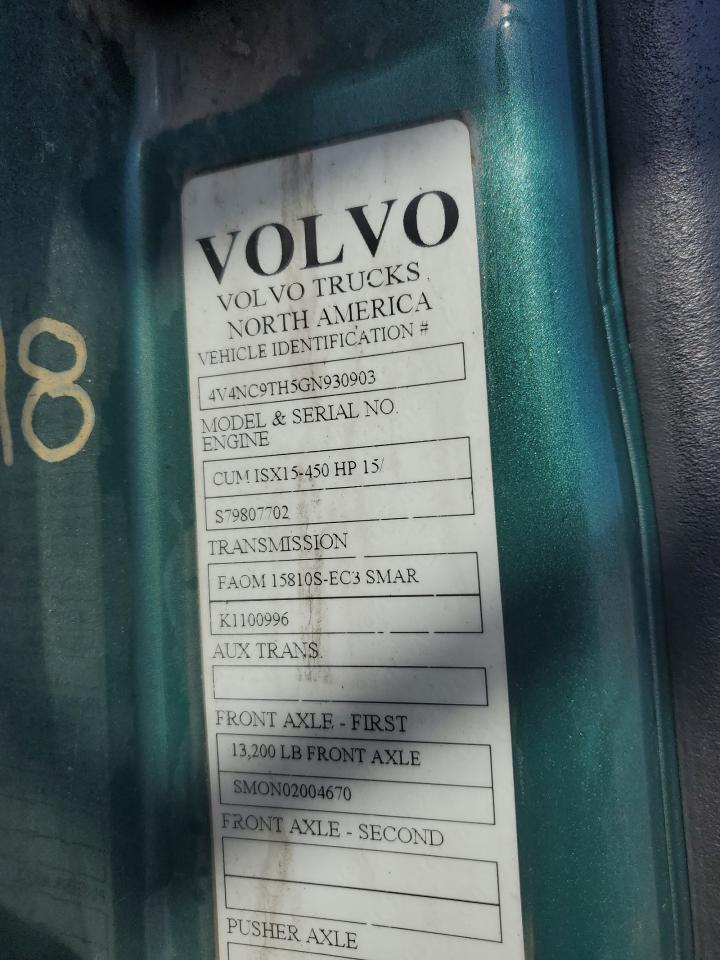 VOLVO
VOLVO TRUCKS
NORTH AMERICA
VEHICLE IDENTIFICATION #
4V4NC9TH5GN930903
MODEL & SERIAL NO.
ENGINE
CUM ISX15-450 HP 15/
S79807702
TRANSMISSION
FAOM 15810S-EC3 SMAR
K1100996
AUX TRANS.
FRONT AXLE - FIRST
13,200 LB FRONT AXLE
SMON02004670
FRONT AXLE - SECOND
PUSHER AXLE
18